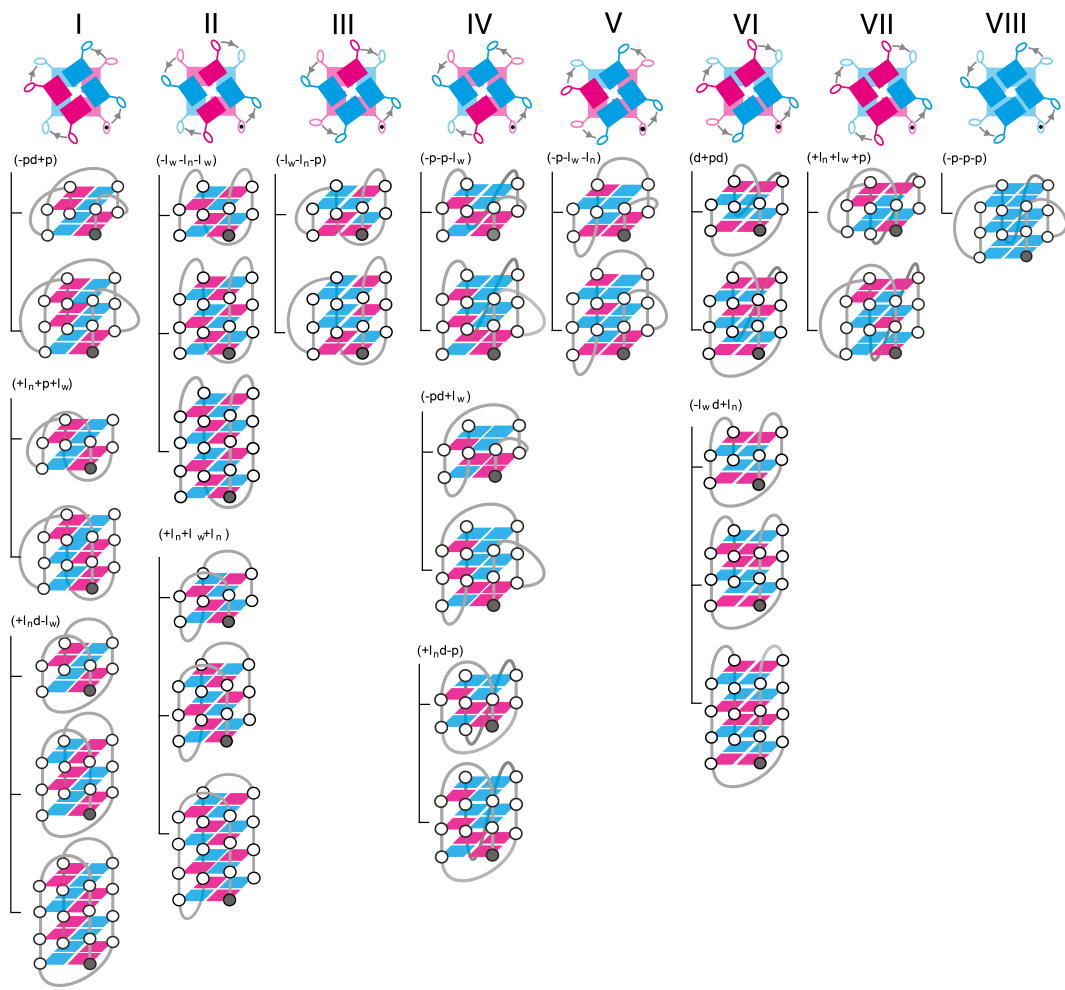 I II III IV V VI VII VIII
(-pd+p) (-lw-ln-lw) (-lw-ln-p) (-p-p-lw) (-p-lw-ln) (d+pd) (+ln+lw+p) (-p-p-p)
(+ln+p+lw) (-pd+lw) (-lw d+ln)
(+ln+l w+ln)
(+lnd-lw)
(+lnd-p)